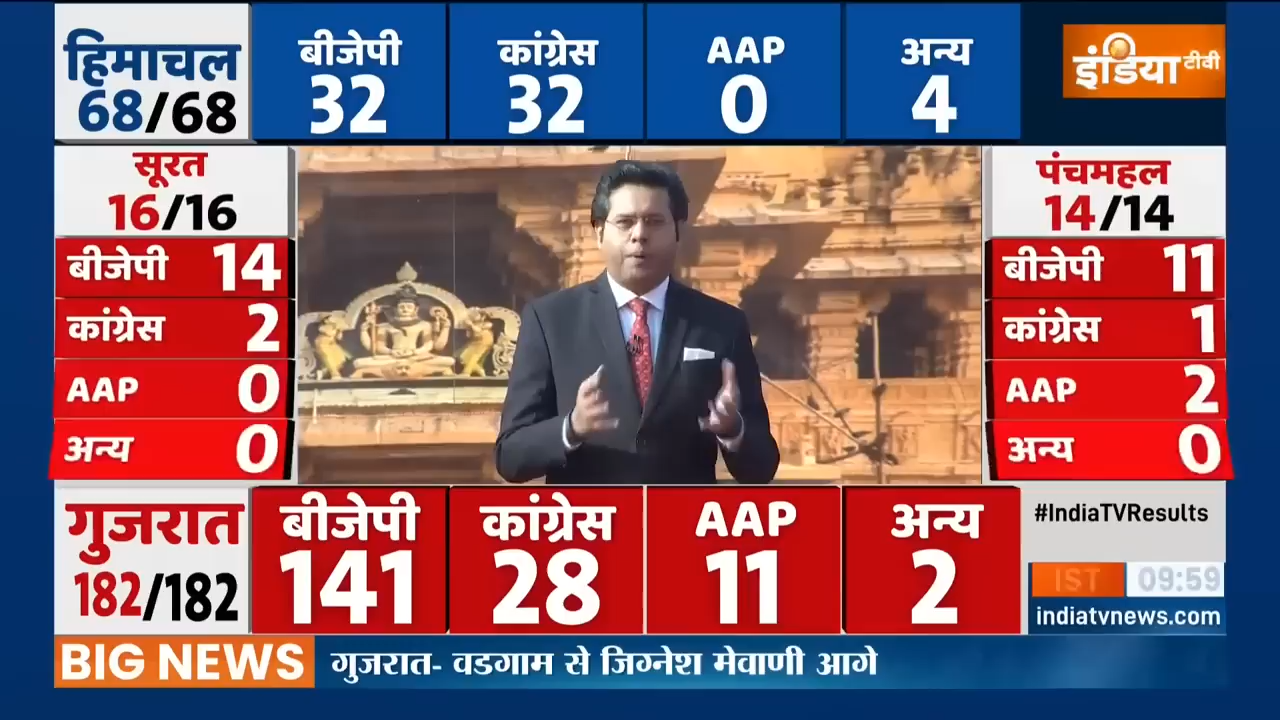 हिमाचल
68/68
बीजेपी
32
कांग्रेस
32
AAP
0
अन्य
4
इंडिया टीवी
सूरत
16/16
बीजेपी 14
कांग्रेस 2
AAP 0
अन्य 0
पंचमहल
14/14
बीजेपी 11
कांग्रेस 1
AAP 2
अन्य 0
गुजरात
182/182
बीजेपी
141
कांग्रेस
28
AAP
11
अन्य
2
#IndiaTVResults
IST 09:59
indiatvnews.com
BIG NEWS गुजरात- वडगाम से जिग्नेश मेवाणी आगे